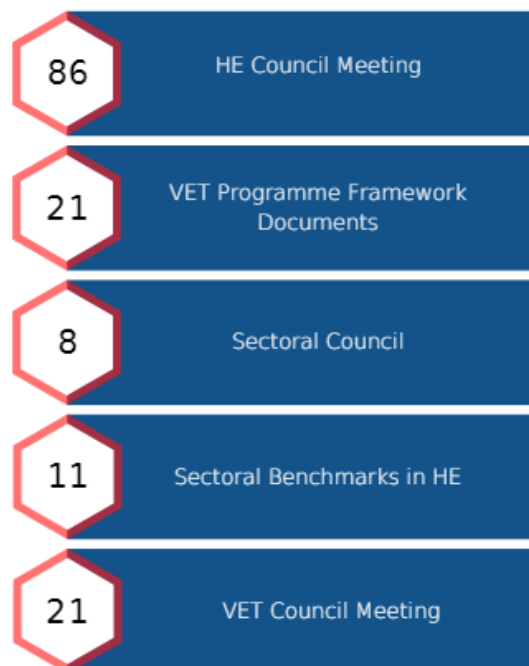 86
HE Council Meeting
21
VET Programme Framework
Documents
8
Sectoral Council
11
Sectoral Benchmarks in HE
21
VET Council Meeting